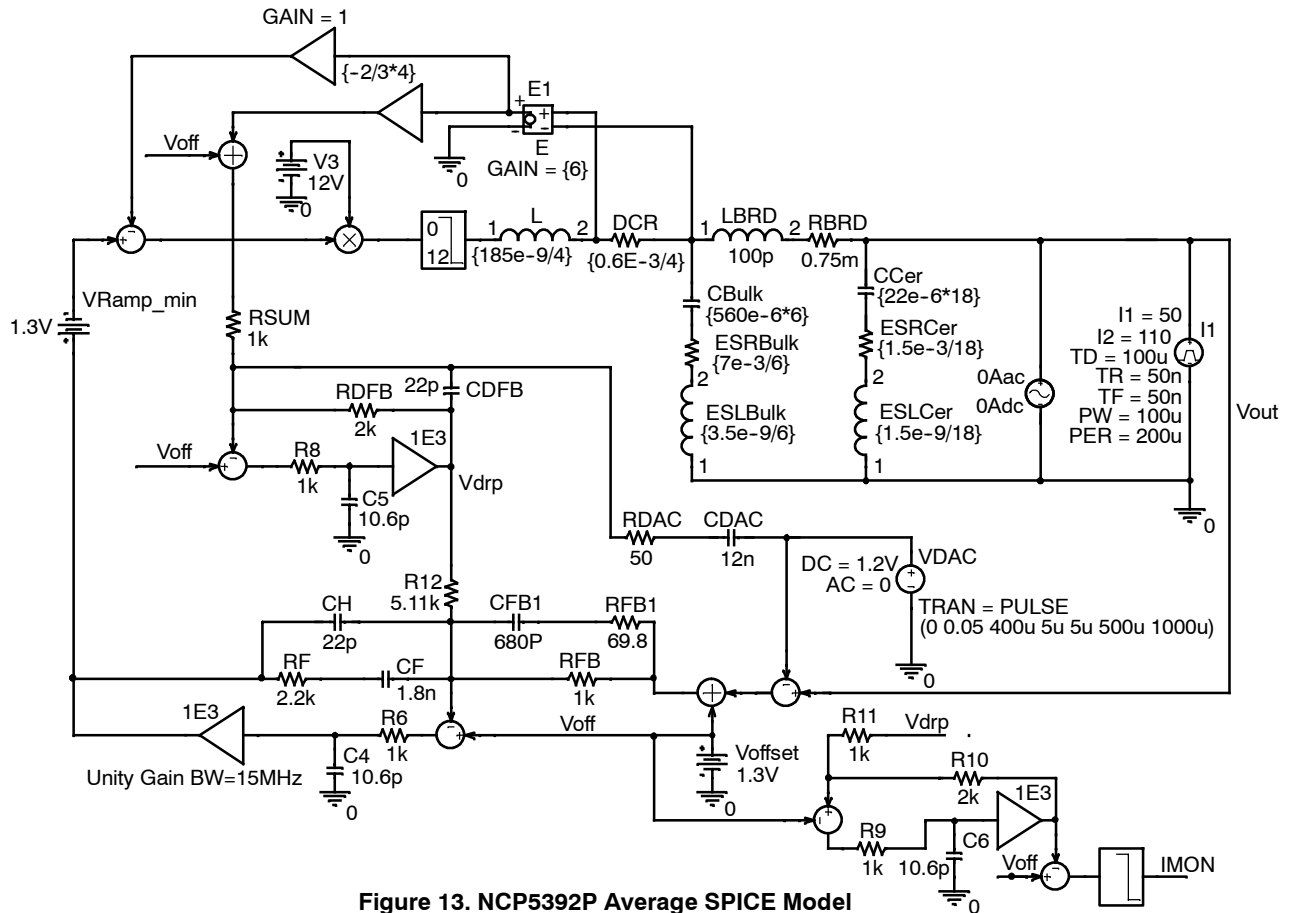 GAIN = 1
{-2/3*4}
E1
+ +
- -
E
GAIN = {6}
0
Voff
+
V3
12V
0
+ -
×
0
12
1 L 2
{185e-9/4}
DCR
{0.6E-3/4}
1 LBRD 2
100p
RBRD
0.75m
CBulk
{560e-6*6}
ESRBulk
{7e-3/6}
2
ESLBulk
{3.5e-9/6}
1
CCer
{22e-6*18}
ESRCer
{1.5e-3/18}
2
ESLCer
{1.5e-9/18}
1
0Aac
0Adc
I1 = 50
I2 = 110
TD = 100u
TR = 50n
TF = 50n
PW = 100u
PER = 200u
I1
Vout
0
VRamp_min
1.3V
RSUM
1k
22p
CDFB
RDFB
2k
Voff
+ -
R8
1k
C5
10.6p
0
1E3
Vdrp
RDAC
50
CDAC
12n
DC = 1.2V
AC = 0
VDAC
+
-
TRAN = PULSE
(0 0.05 400u 5u 5u 500u 1000u)
0
R12
5.11k
CH
22p
CFB1
680P
RFB1
69.8
RF
2.2k
CF
1.8n
RFB
1k
+
- +
1E3
Unity Gain BW=15MHz
R6
1k
C4
10.6p
0
- +
Voff
Voffset
1.3V
0
R11
1k
Vdrp
R10
2k
+ -
R9
1k
C6
10.6p
0
1E3
Voff
+ -
IMON
Figure 13. NCP5392P Average SPICE Model